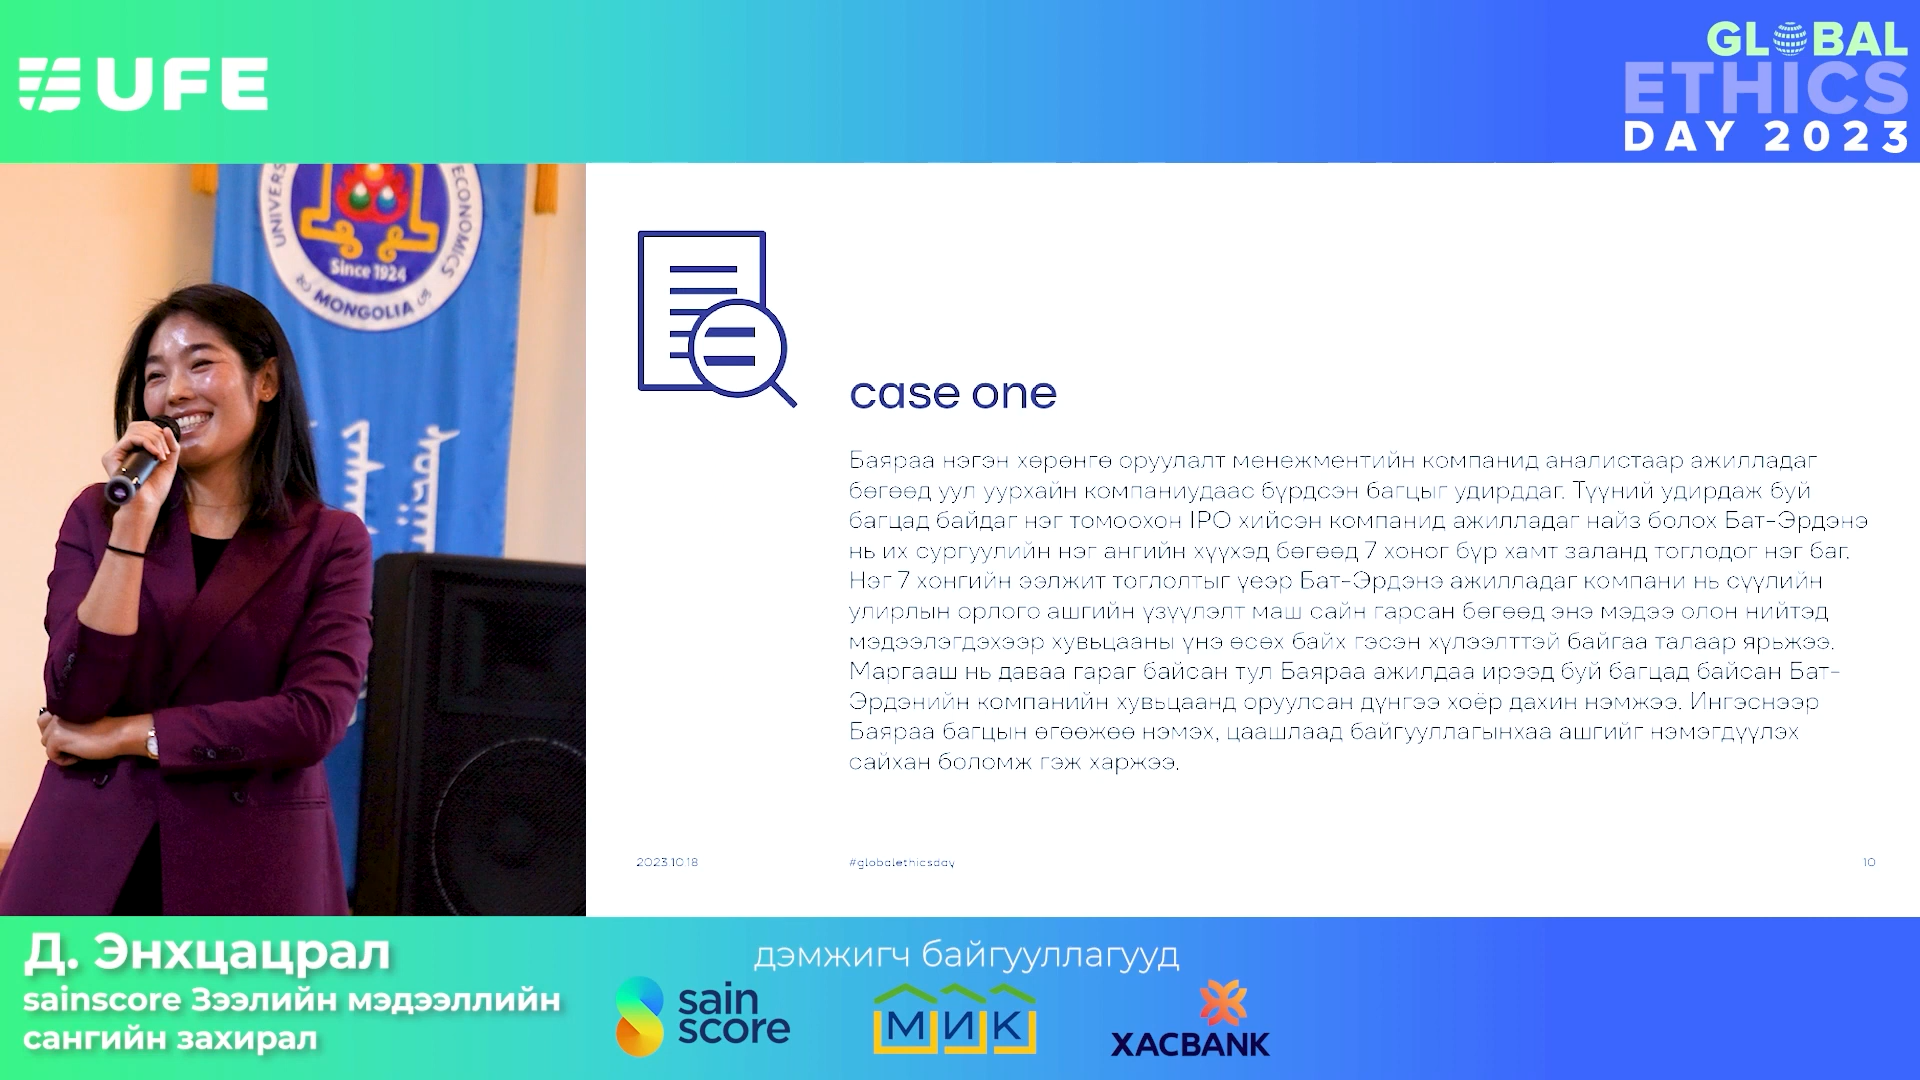 UFE
GLOBAL
ETHICS
DAY 2023
UNIVERS
ECONOMICS
Since 1924
MONGOLIA
case one
Баяраа нэгэн хөрөнгө оруулалт менежментийн компанид аналистаар ажилладаг
бөгөөд уул уурхайн компаниудаас бүрдсэн багцыг удирддаг. Түүний удирдаж буй
багцад байдаг нэг томоохон IPO хийсэн компанид ажилладаг найз болох Бат-Эрдэнэ
нь их сургуулийн нэг ангийн хүүхэд бөгөөд 7 хоног бүр хамт заланд тоглодог нэг баг.
Нэг 7 хонгийн ээлжит тоглолтыг үеэр Бат-Эрдэнэ ажилладаг компани нь сүүлийн
улирлын орлого ашгийн үзүүлэлт маш сайн гарсан бөгөөд энэ мэдээ олон нийтэд
мэдээлэгдэхээр хувьцааны үнэ өсөх байх гэсэн хүлээлттэй байгаа талаар ярьжээ.
Маргааш нь даваа гараг байсан тул Баяраа ажилдаа ирээд буй багцад байсан Бат-
Эрдэнийн компанийн хувьцаанд оруулсан дүнгээ хоёр дахин нэмжээ. Ингэснээр
Баяраа багцын өгөөжөө нэмэх, цаашлаад байгууллагынхаа ашгийг нэмэгдүүлэх
сайхан боломж гэж харжээ.
2023.10.18
#globalethicsday
10
Д. Энхцацрал
sainscore Зээлийн мэдээллийн
сангийн захирал
дэмжигч байгууллагууд
sain
score
МИК
XACBANK